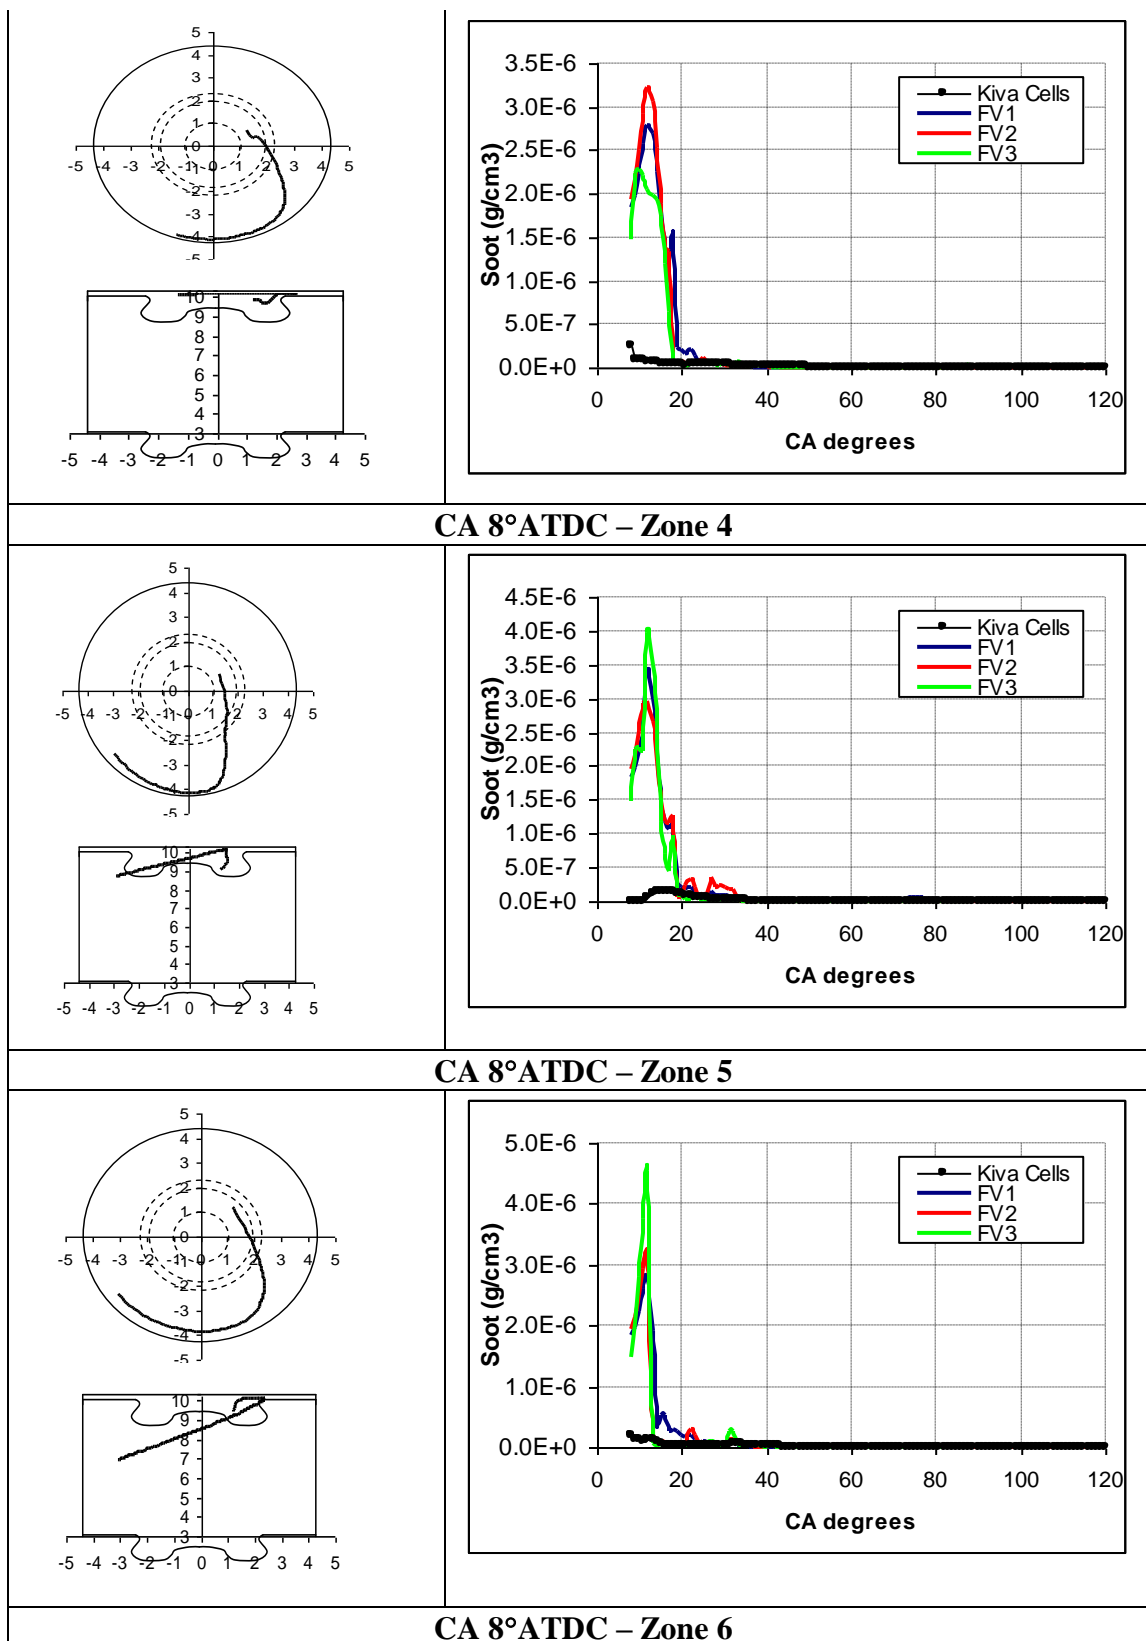 5
4
3
2
1
0
-1
-2
-3
-4
-5
-5 -4 -3 -2 -1 0 1 2 3 4 5
10
9
8
7
6
5
4
3
-5 -4 -3 -2 -1 0 1 2 3 4 5
3.5E-6
3.0E-6
2.5E-6
2.0E-6
1.5E-6
1.0E-6
5.0E-7
0.0E+0
Soot (g/cm3)
0 20 40 60 80 100 120
CA degrees
Kiva Cells
FV1
FV2
FV3
CA 8°ATDC – Zone 4
5
4
3
2
1
0
-1
-2
-3
-4
-5
-5 -4 -3 -2 -1 0 1 2 3 4 5
10
9
8
7
6
5
4
3
-5 -4 -3 -2 -1 0 1 2 3 4 5
4.5E-6
4.0E-6
3.5E-6
3.0E-6
2.5E-6
2.0E-6
1.5E-6
1.0E-6
5.0E-7
0.0E+0
Soot (g/cm3)
0 20 40 60 80 100 120
CA degrees
Kiva Cells
FV1
FV2
FV3
CA 8°ATDC – Zone 5
5
4
3
2
1
0
-1
-2
-3
-4
-5
-5 -4 -3 -2 -1 0 1 2 3 4 5
10
9
8
7
6
5
4
3
-5 -4 -3 -2 -1 0 1 2 3 4 5
5.0E-6
4.0E-6
3.0E-6
2.0E-6
1.0E-6
0.0E+0
Soot (g/cm3)
0 20 40 60 80 100 120
CA degrees
Kiva Cells
FV1
FV2
FV3
CA 8°ATDC – Zone 6